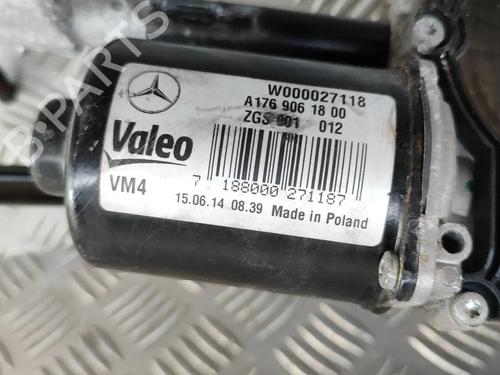 B-PARTS
W000027118
A176 906 18 00
ZGS 001 012
Valeo
VM4
7 188000 271187
15.06.14 08.39 Made in Poland